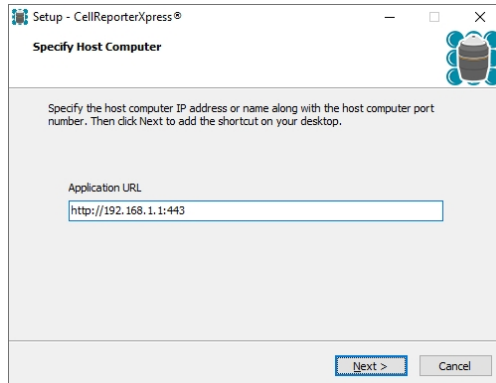 Setup - CellReporterXpress®
Specify Host Computer
Specify the host computer IP address or name along with the host computer port
number. Then click Next to add the shortcut on your desktop.
Application URL
http://192.168.1.1:443
Next >
Cancel